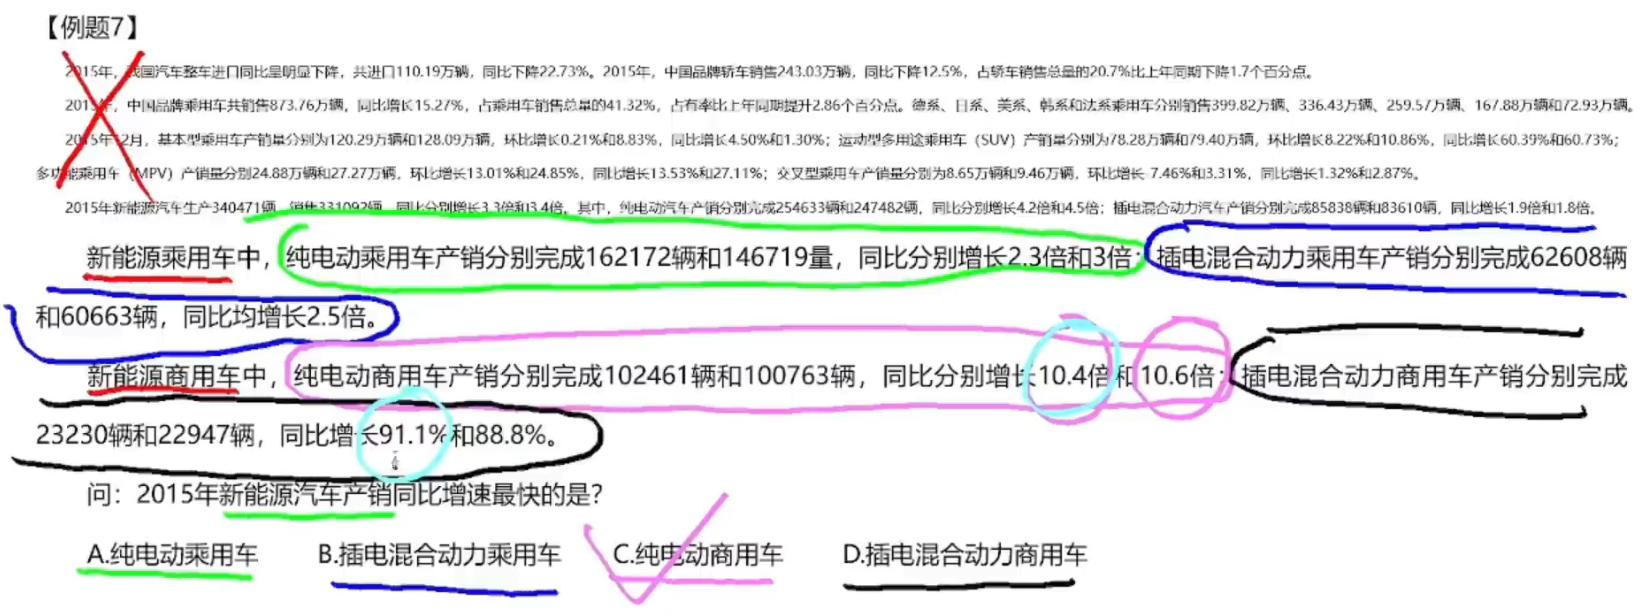 【例题7】
2015年，我国汽车整车进口同比呈明显下降，共进口110.19万辆，同比下降22.73%。2015年，中国品牌轿车销售243.03万辆，同比下降12.5%，占轿车销售总量的20.7%比上年同期下降1.7个百分点。
2015年，中国品牌乘用车共销售873.76万辆，同比增长15.27%，占乘用车销售总量的41.32%，占有率比上年同期提升2.86个百分点。德系、日系、美系、韩系和法系乘用车分别销售399.82万辆、336.43万辆、259.57万辆、167.88万辆和72.93万辆。
2015年12月，基本型乘用车产销量分别为120.29万辆和128.09万辆，环比增长0.21%和8.83%，同比增长4.50%和1.30%；运动型多用途乘用车（SUV）产销量分别为78.28万辆和79.40万辆，环比增长8.22%和10.86%，同比增长60.39%和60.73%；
多功能乘用车（MPV）产销量分别24.88万辆和27.27万辆，环比增长13.01%和24.85%，同比增长13.53%和27.11%；交叉型乘用车产销量分别为8.65万辆和9.46万辆，环比增长-7.46%和3.31%，同比增长1.32%和2.87%。
2015年新能源汽车生产340471辆，销售331092辆，同比分别增长3.3倍和3.4倍。其中，纯电动汽车产销分别完成254633辆和247482辆，同比分别增长4.2倍和4.5倍；插电混合动力汽车产销分别完成85838辆和83610辆，同比增长1.9倍和1.8倍。
新能源乘用车中，纯电动乘用车产销分别完成162172辆和146719量，同比分别增长2.3倍和3倍；插电混合动力乘用车产销分别完成62608辆
和60663辆，同比均增长2.5倍。
新能源商用车中，纯电动商用车产销分别完成102461辆和100763辆，同比分别增长10.4倍和10.6倍；插电混合动力商用车产销分别完成
23230辆和22947辆，同比增长91.1%和88.8%。
问：2015年新能源汽车产销同比增速最快的是？
A.纯电动乘用车 B.插电混合动力乘用车 C.纯电动商用车 D.插电混合动力商用车